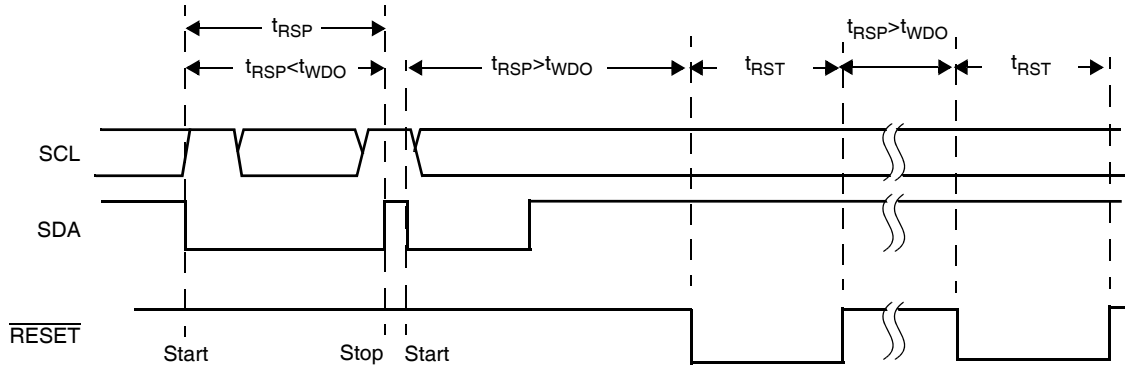 tRSP
tRSP<tWDO
tRSP>tWDO
tRST
tRSP>tWDO
tRST
SCL
SDA
RESET
Start
Stop
Start